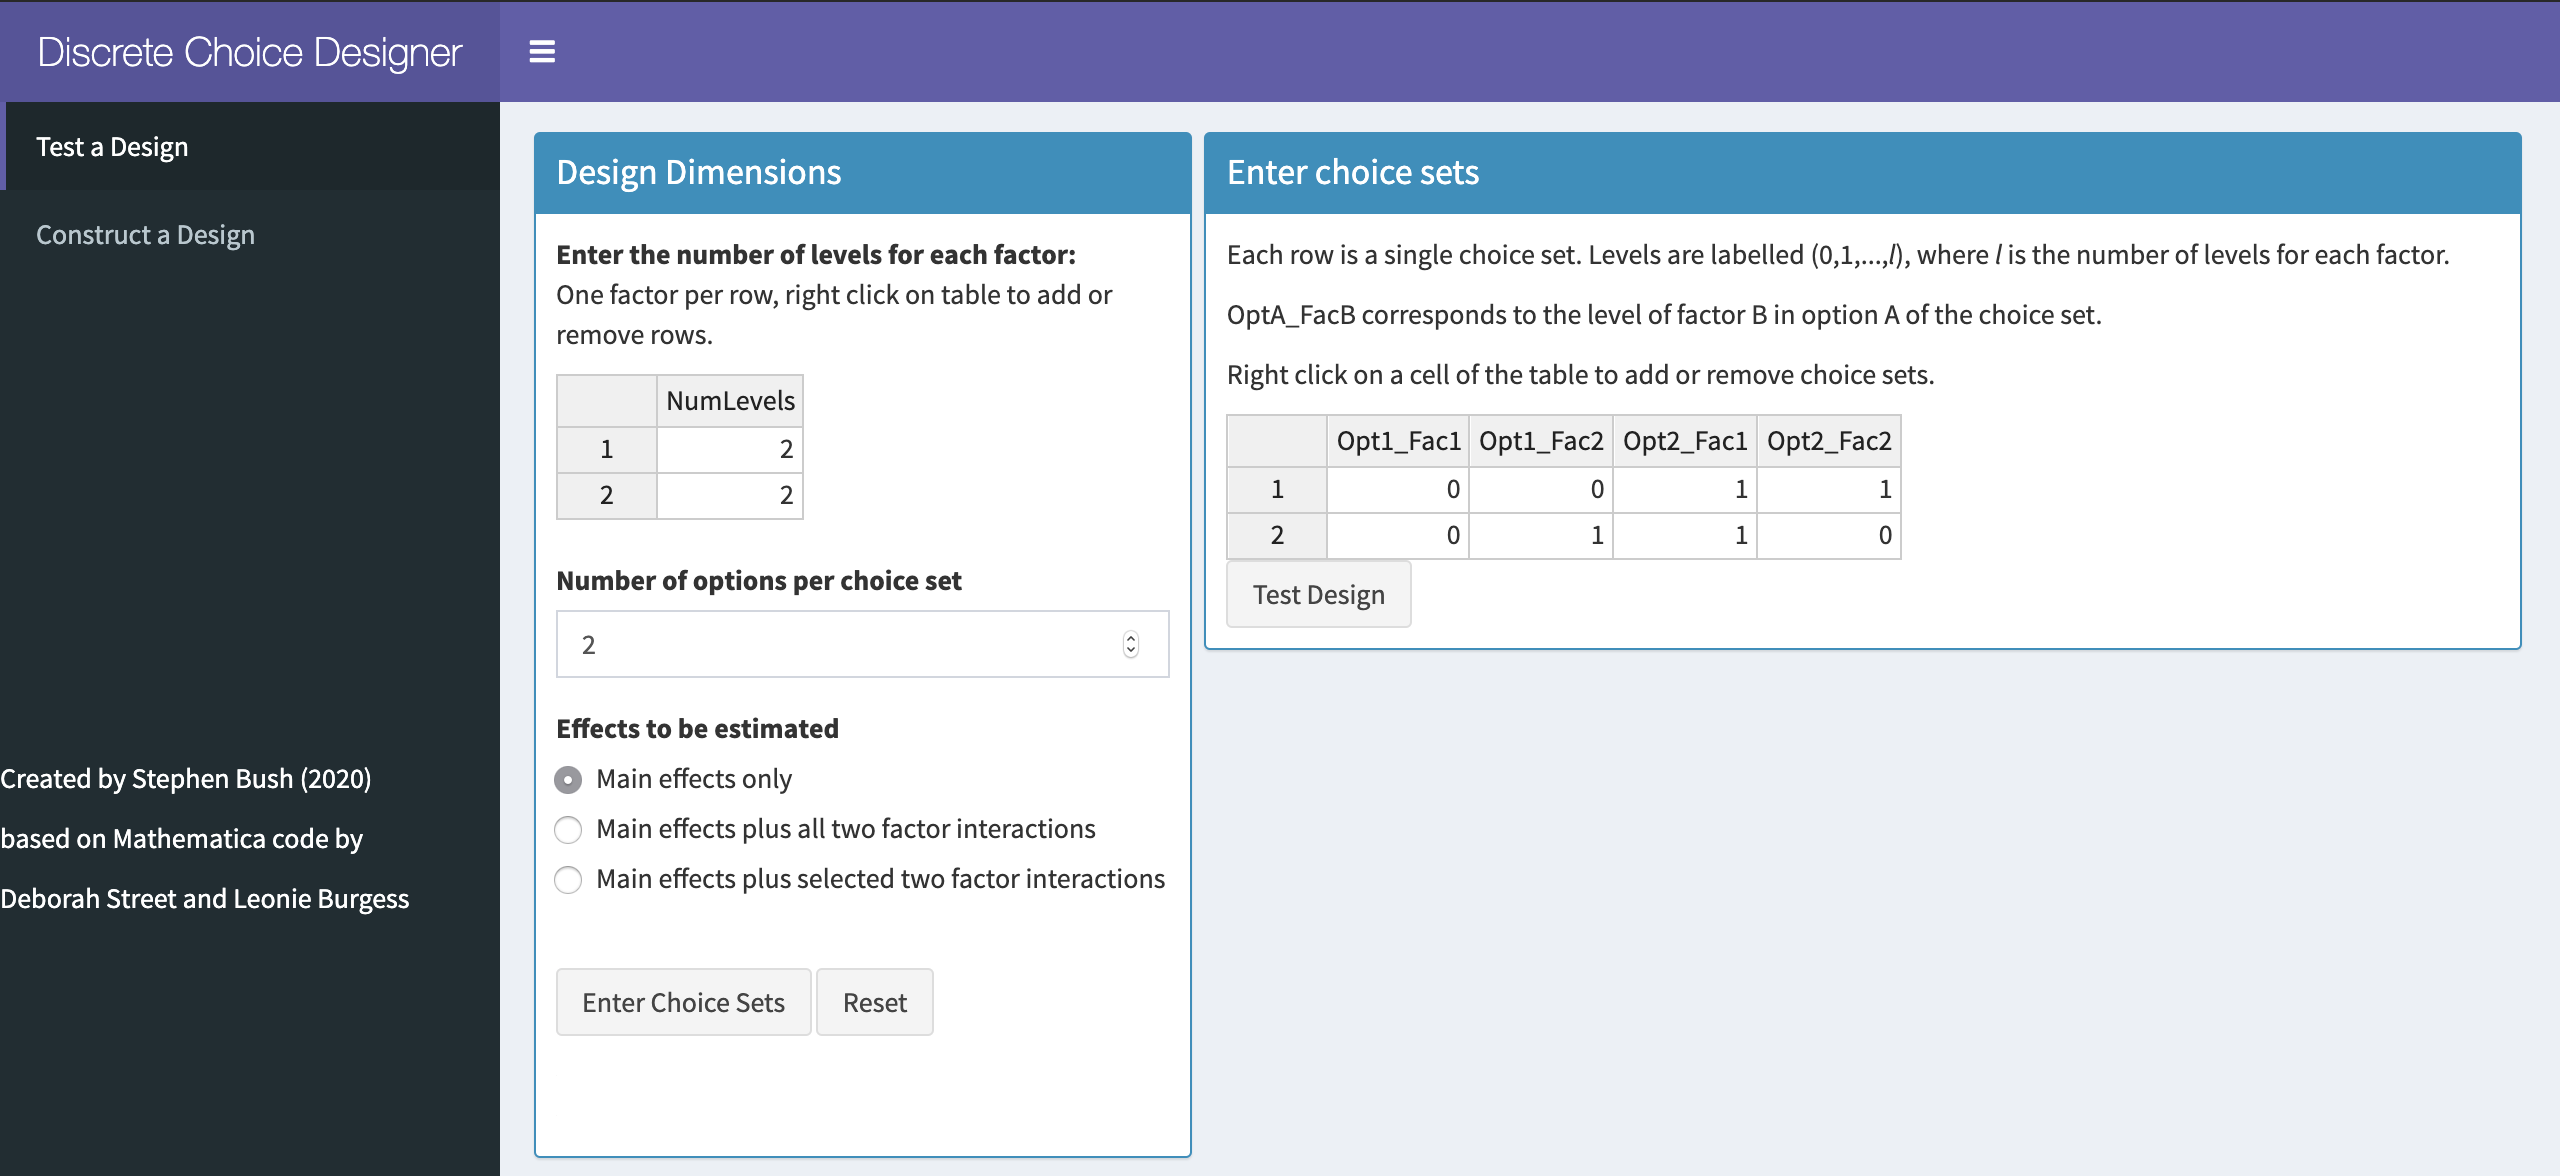 Discrete Choice Designer
Test a Design
Construct a Design
Created by Stephen Bush (2020)
based on Mathematica code by
Deborah Street and Leonie Burgess
Design Dimensions
Enter the number of levels for each factor:
One factor per row, right click on table to add or
remove rows.
NumLevels
1 2
2 2
Number of options per choice set
2
Effects to be estimated
Main effects only
Main effects plus all two factor interactions
Main effects plus selected two factor interactions
Enter Choice Sets Reset
Enter choice sets
Each row is a single choice set. Levels are labelled (0,1,...,l), where l is the number of levels for each factor.
OptA_FacB corresponds to the level of factor B in option A of the choice set.
Right click on a cell of the table to add or remove choice sets.
Opt1_Fac1 Opt1_Fac2 Opt2_Fac1 Opt2_Fac2
1 0 0 1 1
2 0 1 1 0
Test Design